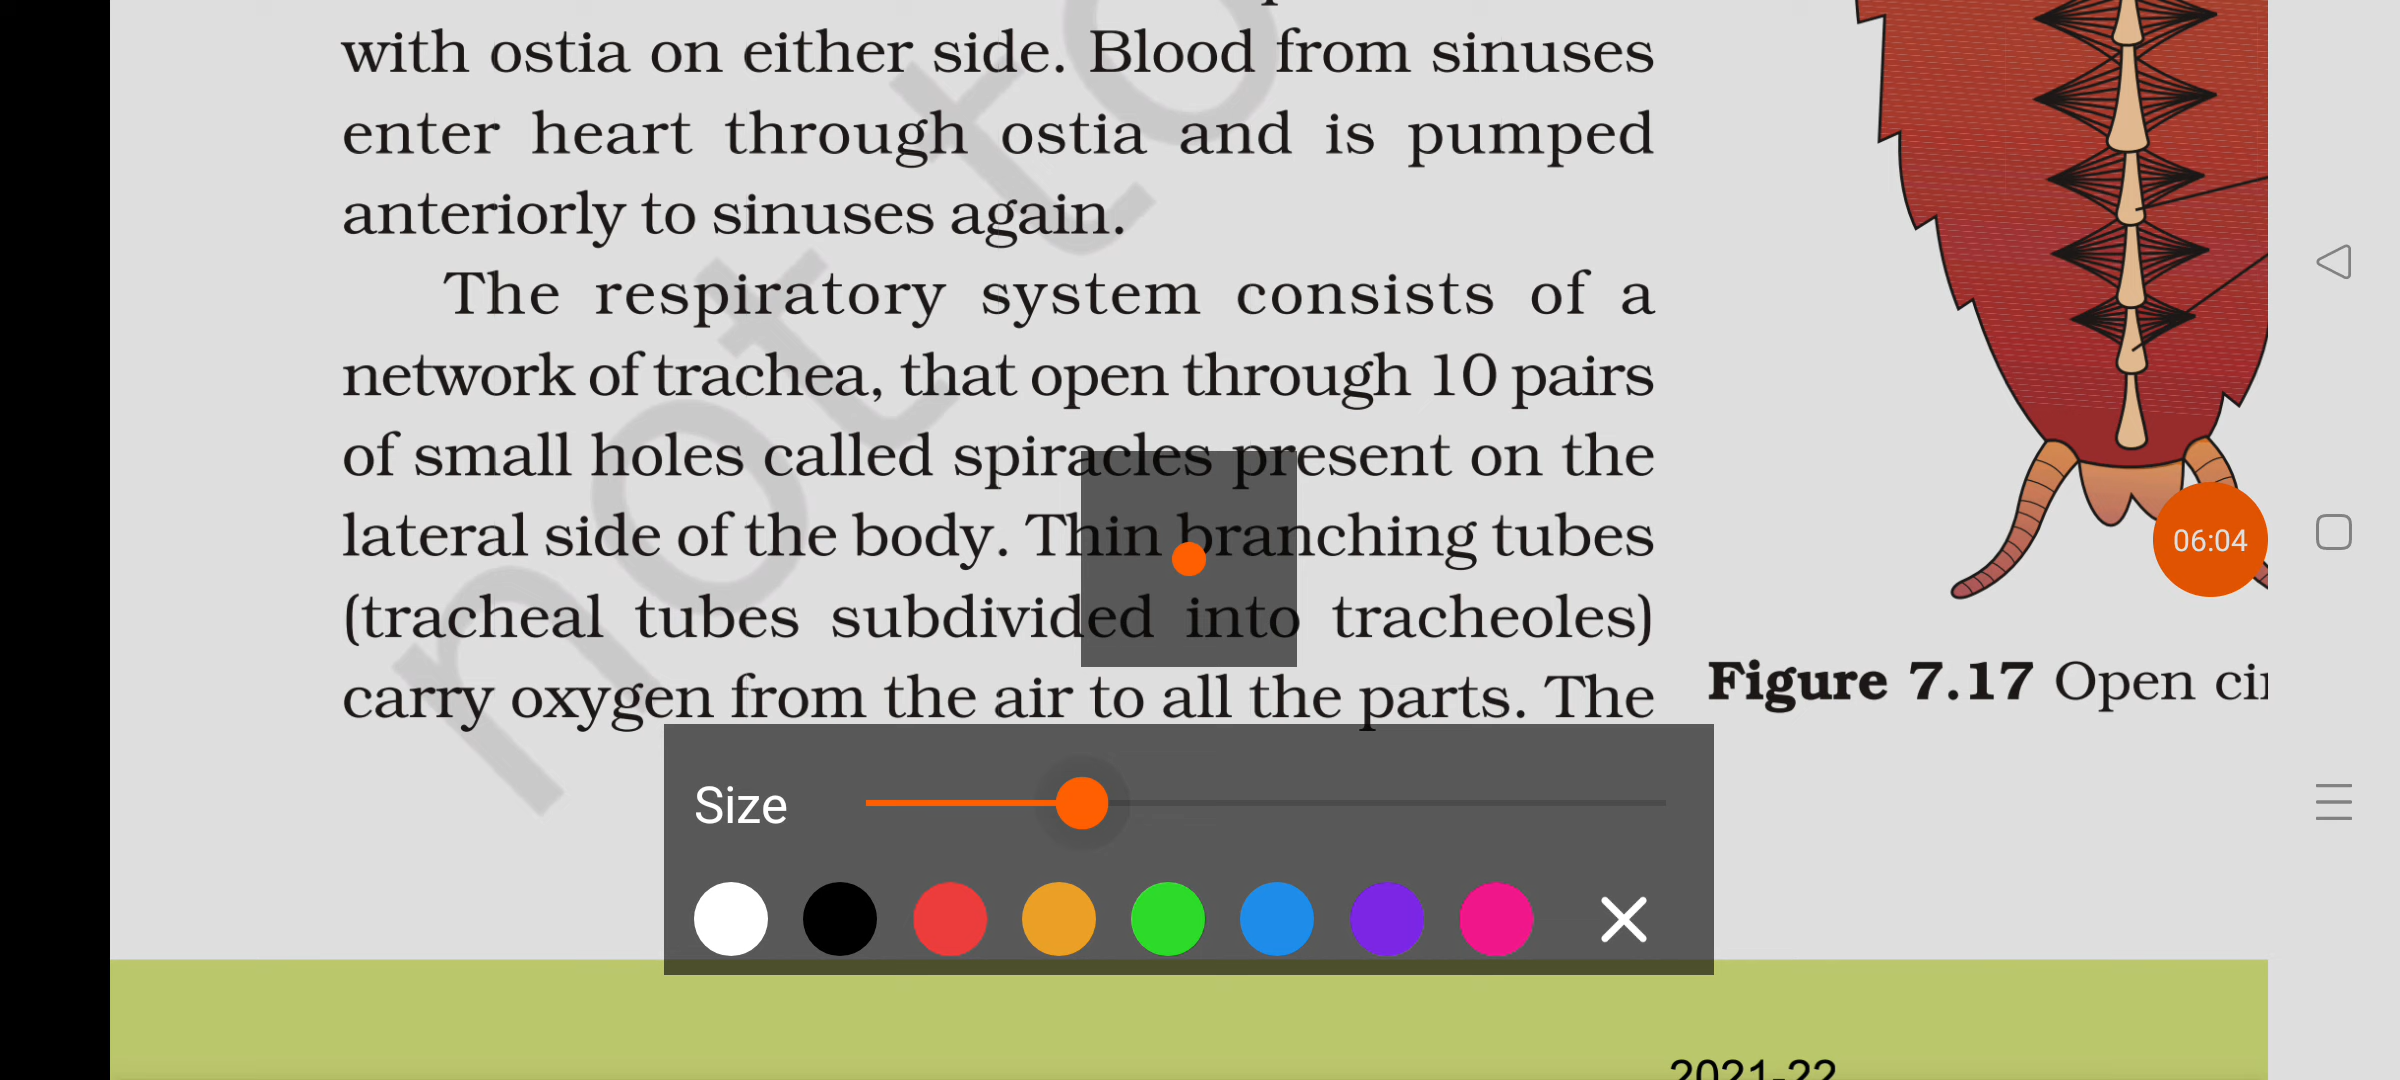 with ostia on either side. Blood from sinuses
enter heart through ostia and is pumped
anteriorly to sinuses again.
The respiratory system consists of a
network of trachea, that open through 10 pairs
of small holes called spiracles present on the
lateral side of the body. Thin branching tubes
(tracheal tubes subdivided into tracheoles)
carry oxygen from the air to all the parts. The
Figure 7.17 Open
06:04
Size
not to
2021-22